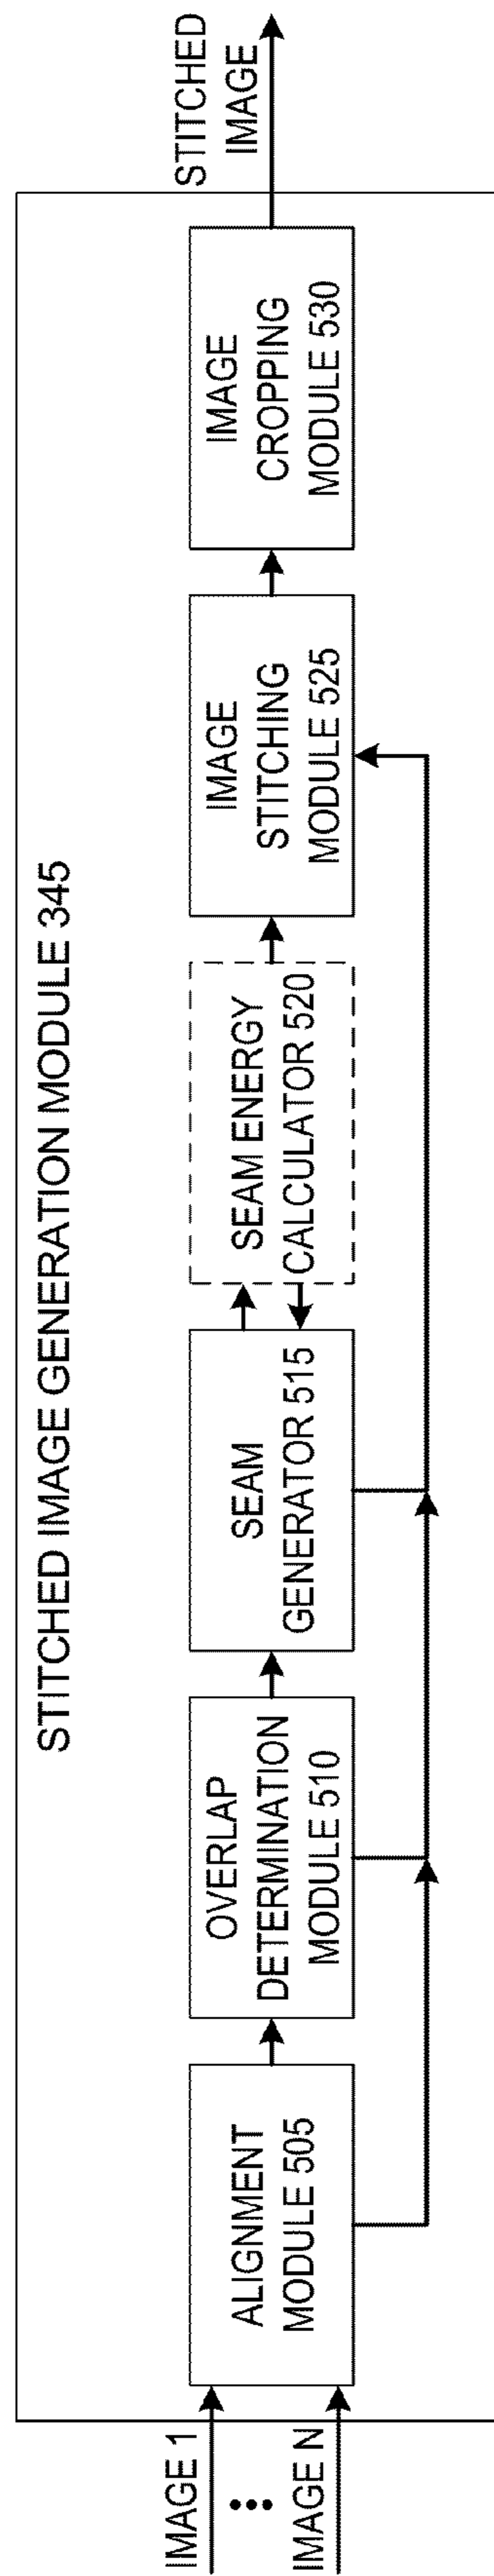 STITCHED IMAGE GENERATION MODULE 345
IMAGE 1
IMAGE N
ALIGNMENT
MODULE 505
OVERLAP
DETERMINATION
MODULE 510
SEAM
GENERATOR 515
SEAM ENERGY
CALCULATOR 520
IMAGE
STITCHING
MODULE 525
IMAGE
CROPPING
MODULE 530
STITCHED
IMAGE